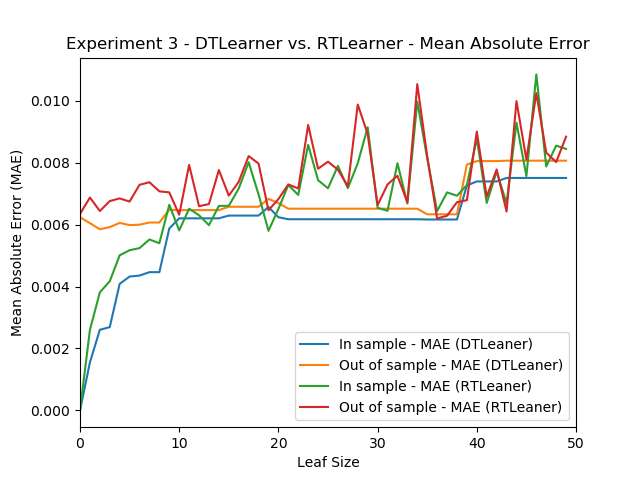 Experiment 3 - DTLearner vs. RTLearner - Mean Absolute Error
Mean Absolute Error (MAE)
0.010
0.008
0.006
0.004
0.002
0.000
In sample - MAE (DTLeaner)
Out of sample - MAE (DTLeaner)
In sample - MAE (RTLeaner)
Out of sample - MAE (RTLeaner)
0 10 20 30 40 50
Leaf Size